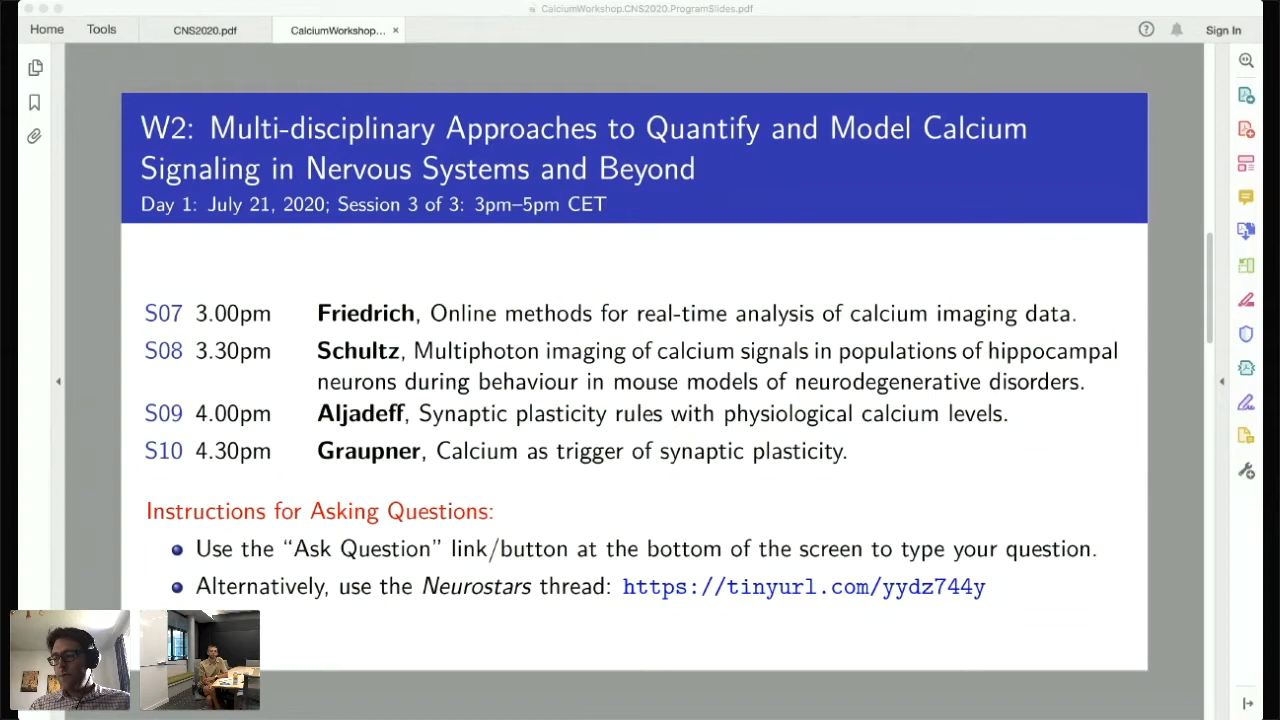 CalciumWorkshop.CNS2020.ProgramSlides.pdf
Home Tools CNS2020.pdf CalciumWorkshop... × ? Sign In
W2: Multi-disciplinary Approaches to Quantify and Model Calcium
Signaling in Nervous Systems and Beyond
Day 1: July 21, 2020; Session 3 of 3: 3pm–5pm CET
S07 3.00pm Friedrich, Online methods for real-time analysis of calcium imaging data.
S08 3.30pm Schultz, Multiphoton imaging of calcium signals in populations of hippocampal
neurons during behaviour in mouse models of neurodegenerative disorders.
S09 4.00pm Aljadeff, Synaptic plasticity rules with physiological calcium levels.
S10 4.30pm Graupner, Calcium as trigger of synaptic plasticity.
Instructions for Asking Questions:
• Use the “Ask Question” link/button at the bottom of the screen to type your question.
• Alternatively, use the Neurostars thread: https://tinyurl.com/yydz744y